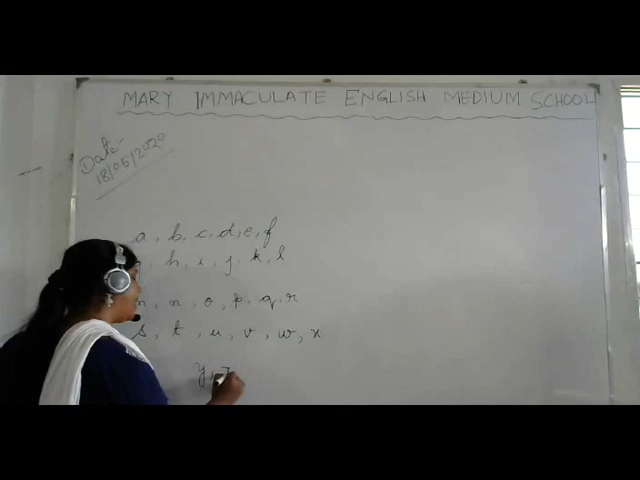 MARY IMMACULATE ENGLISH MEDIUM SCHOOL
Date-
18/05/2020
a, b, c, d, e, f
h, i, j, k, l
n, o, p, q, r
s, t, u, v, w, x
y, z